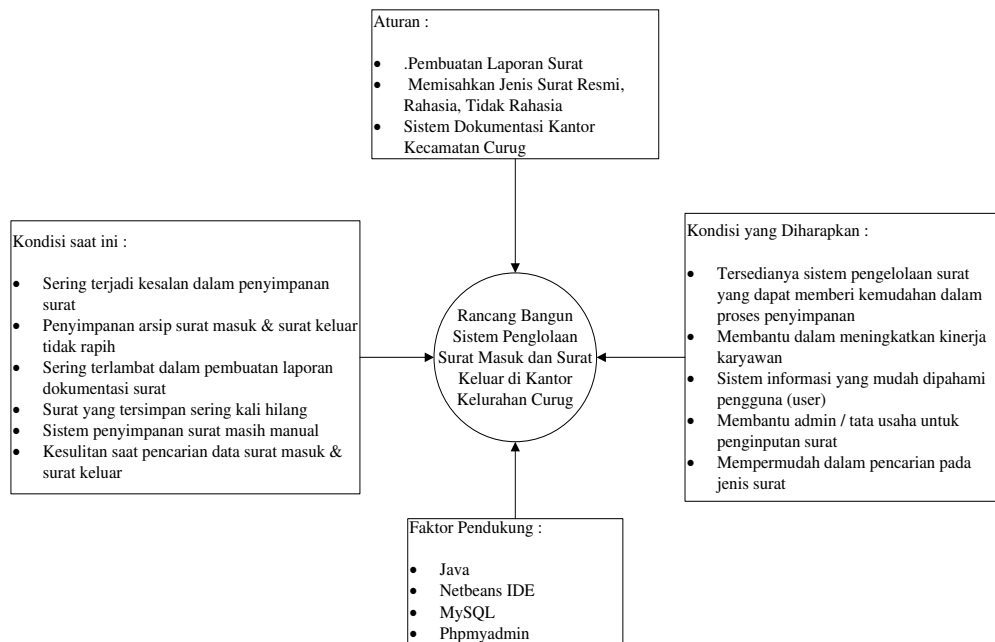 Aturan :
• .Pembuatan Laporan Surat
• Memisahkan Jenis Surat Resmi,
Rahasia, Tidak Rahasia
• Sistem Dokumentasi Kantor
Kecamatan Curug
Kondisi saat ini :
• Sering terjadi kesalan dalam penyimpanan
surat
• Penyimpanan arsip surat masuk & surat keluar
tidak rapih
• Sering terlambat dalam pembuatan laporan
dokumentasi surat
• Surat yang tersimpan sering kali hilang
• Sistem penyimpanan surat masih manual
• Kesulitan saat pencarian data surat masuk &
surat keluar
Rancang Bangun
Sistem Penglolaan
Surat Masuk dan Surat
Keluar di Kantor
Kelurahan Curug
Kondisi yang Diharapkan :
• Tersedianya sistem pengelolaan surat
yang dapat memberi kemudahan dalam
proses penyimpanan
• Membantu dalam meningkatkan kinerja
karyawan
• Sistem informasi yang mudah dipahami
pengguna (user)
• Membantu admin / tata usaha untuk
penginputan surat
• Mempermudah dalam pencarian pada
jenis surat
Faktor Pendukung :
• Java
• Netbeans IDE
• MySQL
• Phpmyadmin